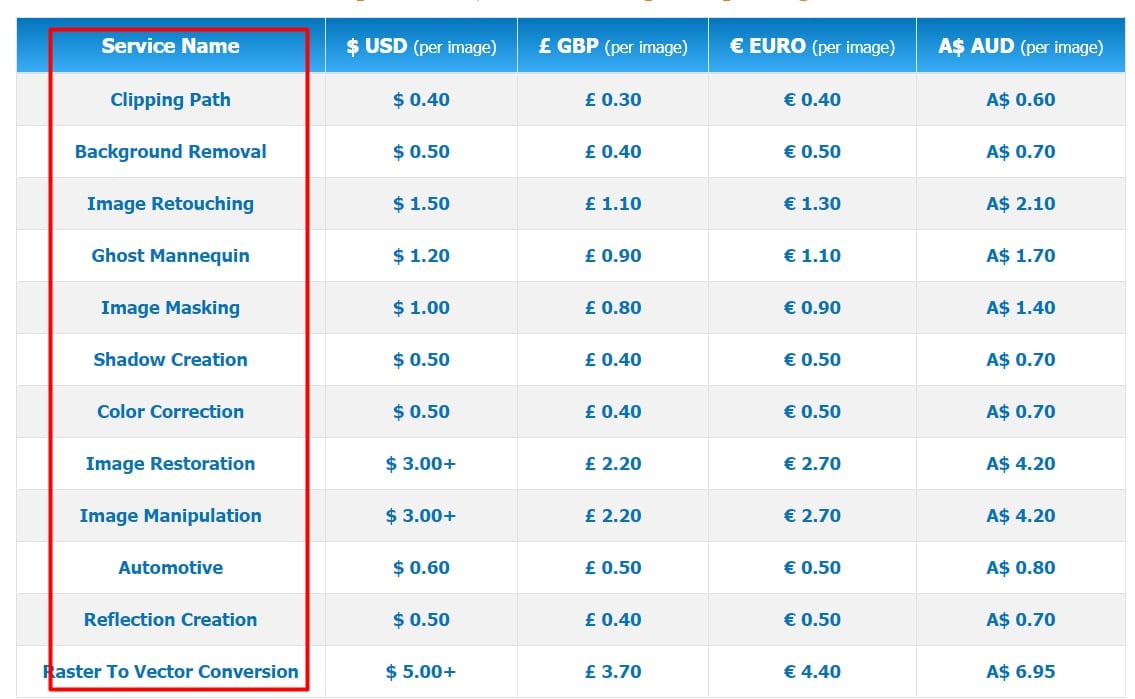 Service Name $ USD (per image) £ GBP (per image) € EURO (per image) A$ AUD (per image)
Clipping Path $ 0.40 £ 0.30 € 0.40 A$ 0.60
Background Removal $ 0.50 £ 0.40 € 0.50 A$ 0.70
Image Retouching $ 1.50 £ 1.10 € 1.30 A$ 2.10
Ghost Mannequin $ 1.20 £ 0.90 € 1.10 A$ 1.70
Image Masking $ 1.00 £ 0.80 € 0.90 A$ 1.40
Shadow Creation $ 0.50 £ 0.40 € 0.50 A$ 0.70
Color Correction $ 0.50 £ 0.40 € 0.50 A$ 0.70
Image Restoration $ 3.00+ £ 2.20 € 2.70 A$ 4.20
Image Manipulation $ 3.00+ £ 2.20 € 2.70 A$ 4.20
Automotive $ 0.60 £ 0.50 € 0.50 A$ 0.80
Reflection Creation $ 0.50 £ 0.40 € 0.50 A$ 0.70
Raster To Vector Conversion $ 5.00+ £ 3.70 € 4.40 A$ 6.95